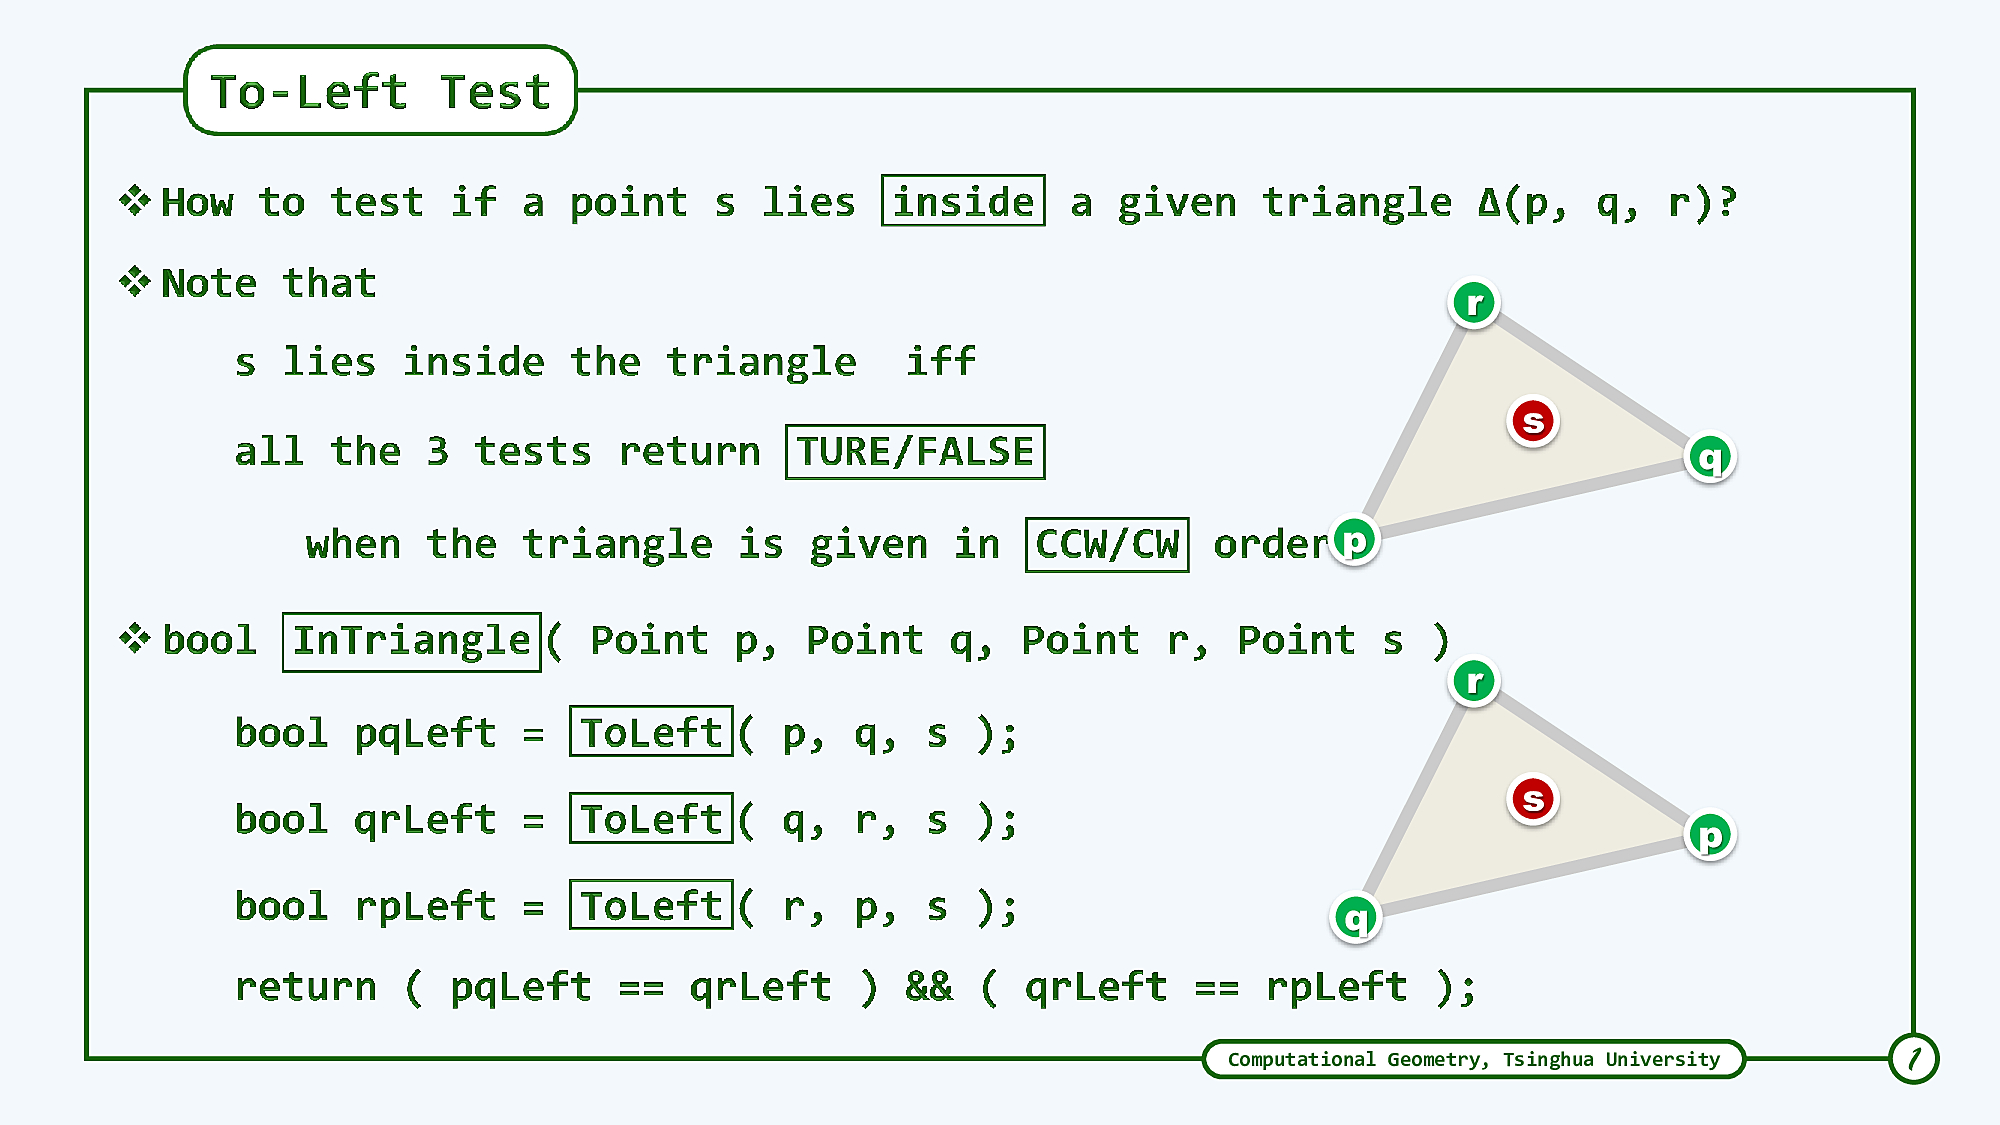 To-Left Test
❖ How to test if a point s lies inside a given triangle Δ(p, q, r)?
❖ Note that
s lies inside the triangle iff
all the 3 tests return TURE/FALSE
when the triangle is given in CCW/CW order
r
s
q
p
❖ bool InTriangle( Point p, Point q, Point r, Point s )
bool pqLeft = ToLeft( p, q, s );
bool qrLeft = ToLeft( q, r, s );
bool rpLeft = ToLeft( r, p, s );
return ( pqLeft == qrLeft ) && ( qrLeft == rpLeft );
r
s
p
q
Computational Geometry, Tsinghua University
1